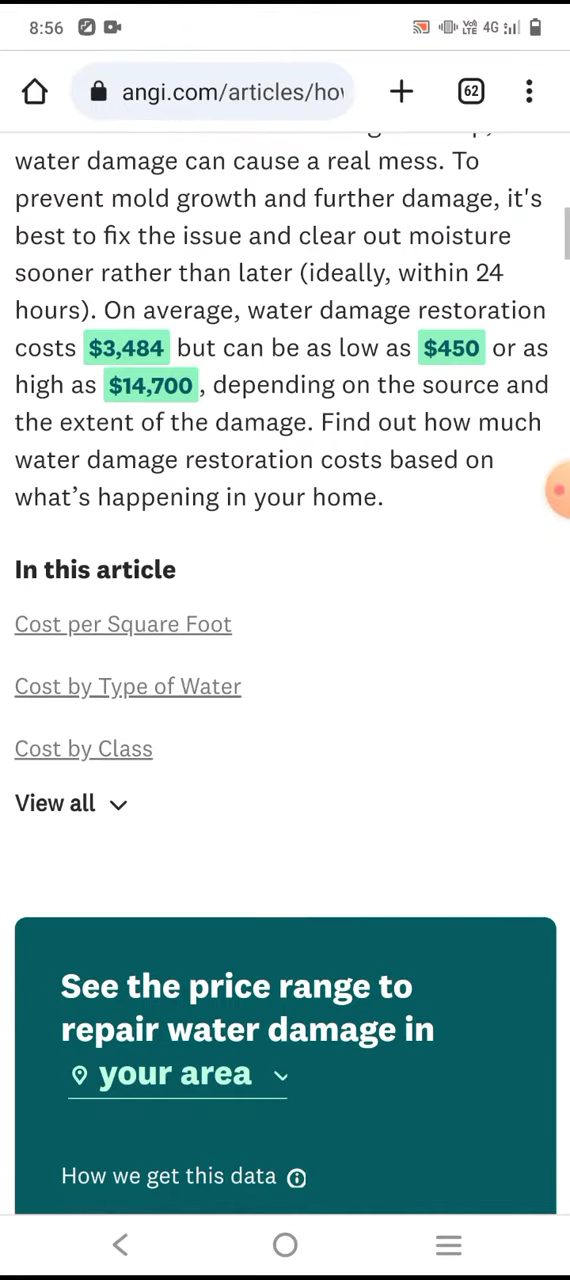 8:56
Vo) LTE 4G
angi.com/articles/how
62
water damage can cause a real mess. To
prevent mold growth and further damage, it's
best to fix the issue and clear out moisture
sooner rather than later (ideally, within 24
hours). On average, water damage restoration
costs $3,484 but can be as low as $450 or as
high as $14,700, depending on the source and
the extent of the damage. Find out how much
water damage restoration costs based on
what’s happening in your home.
In this article
Cost per Square Foot
Cost by Type of Water
Cost by Class
View all
See the price range to
repair water damage in
your area
How we get this data